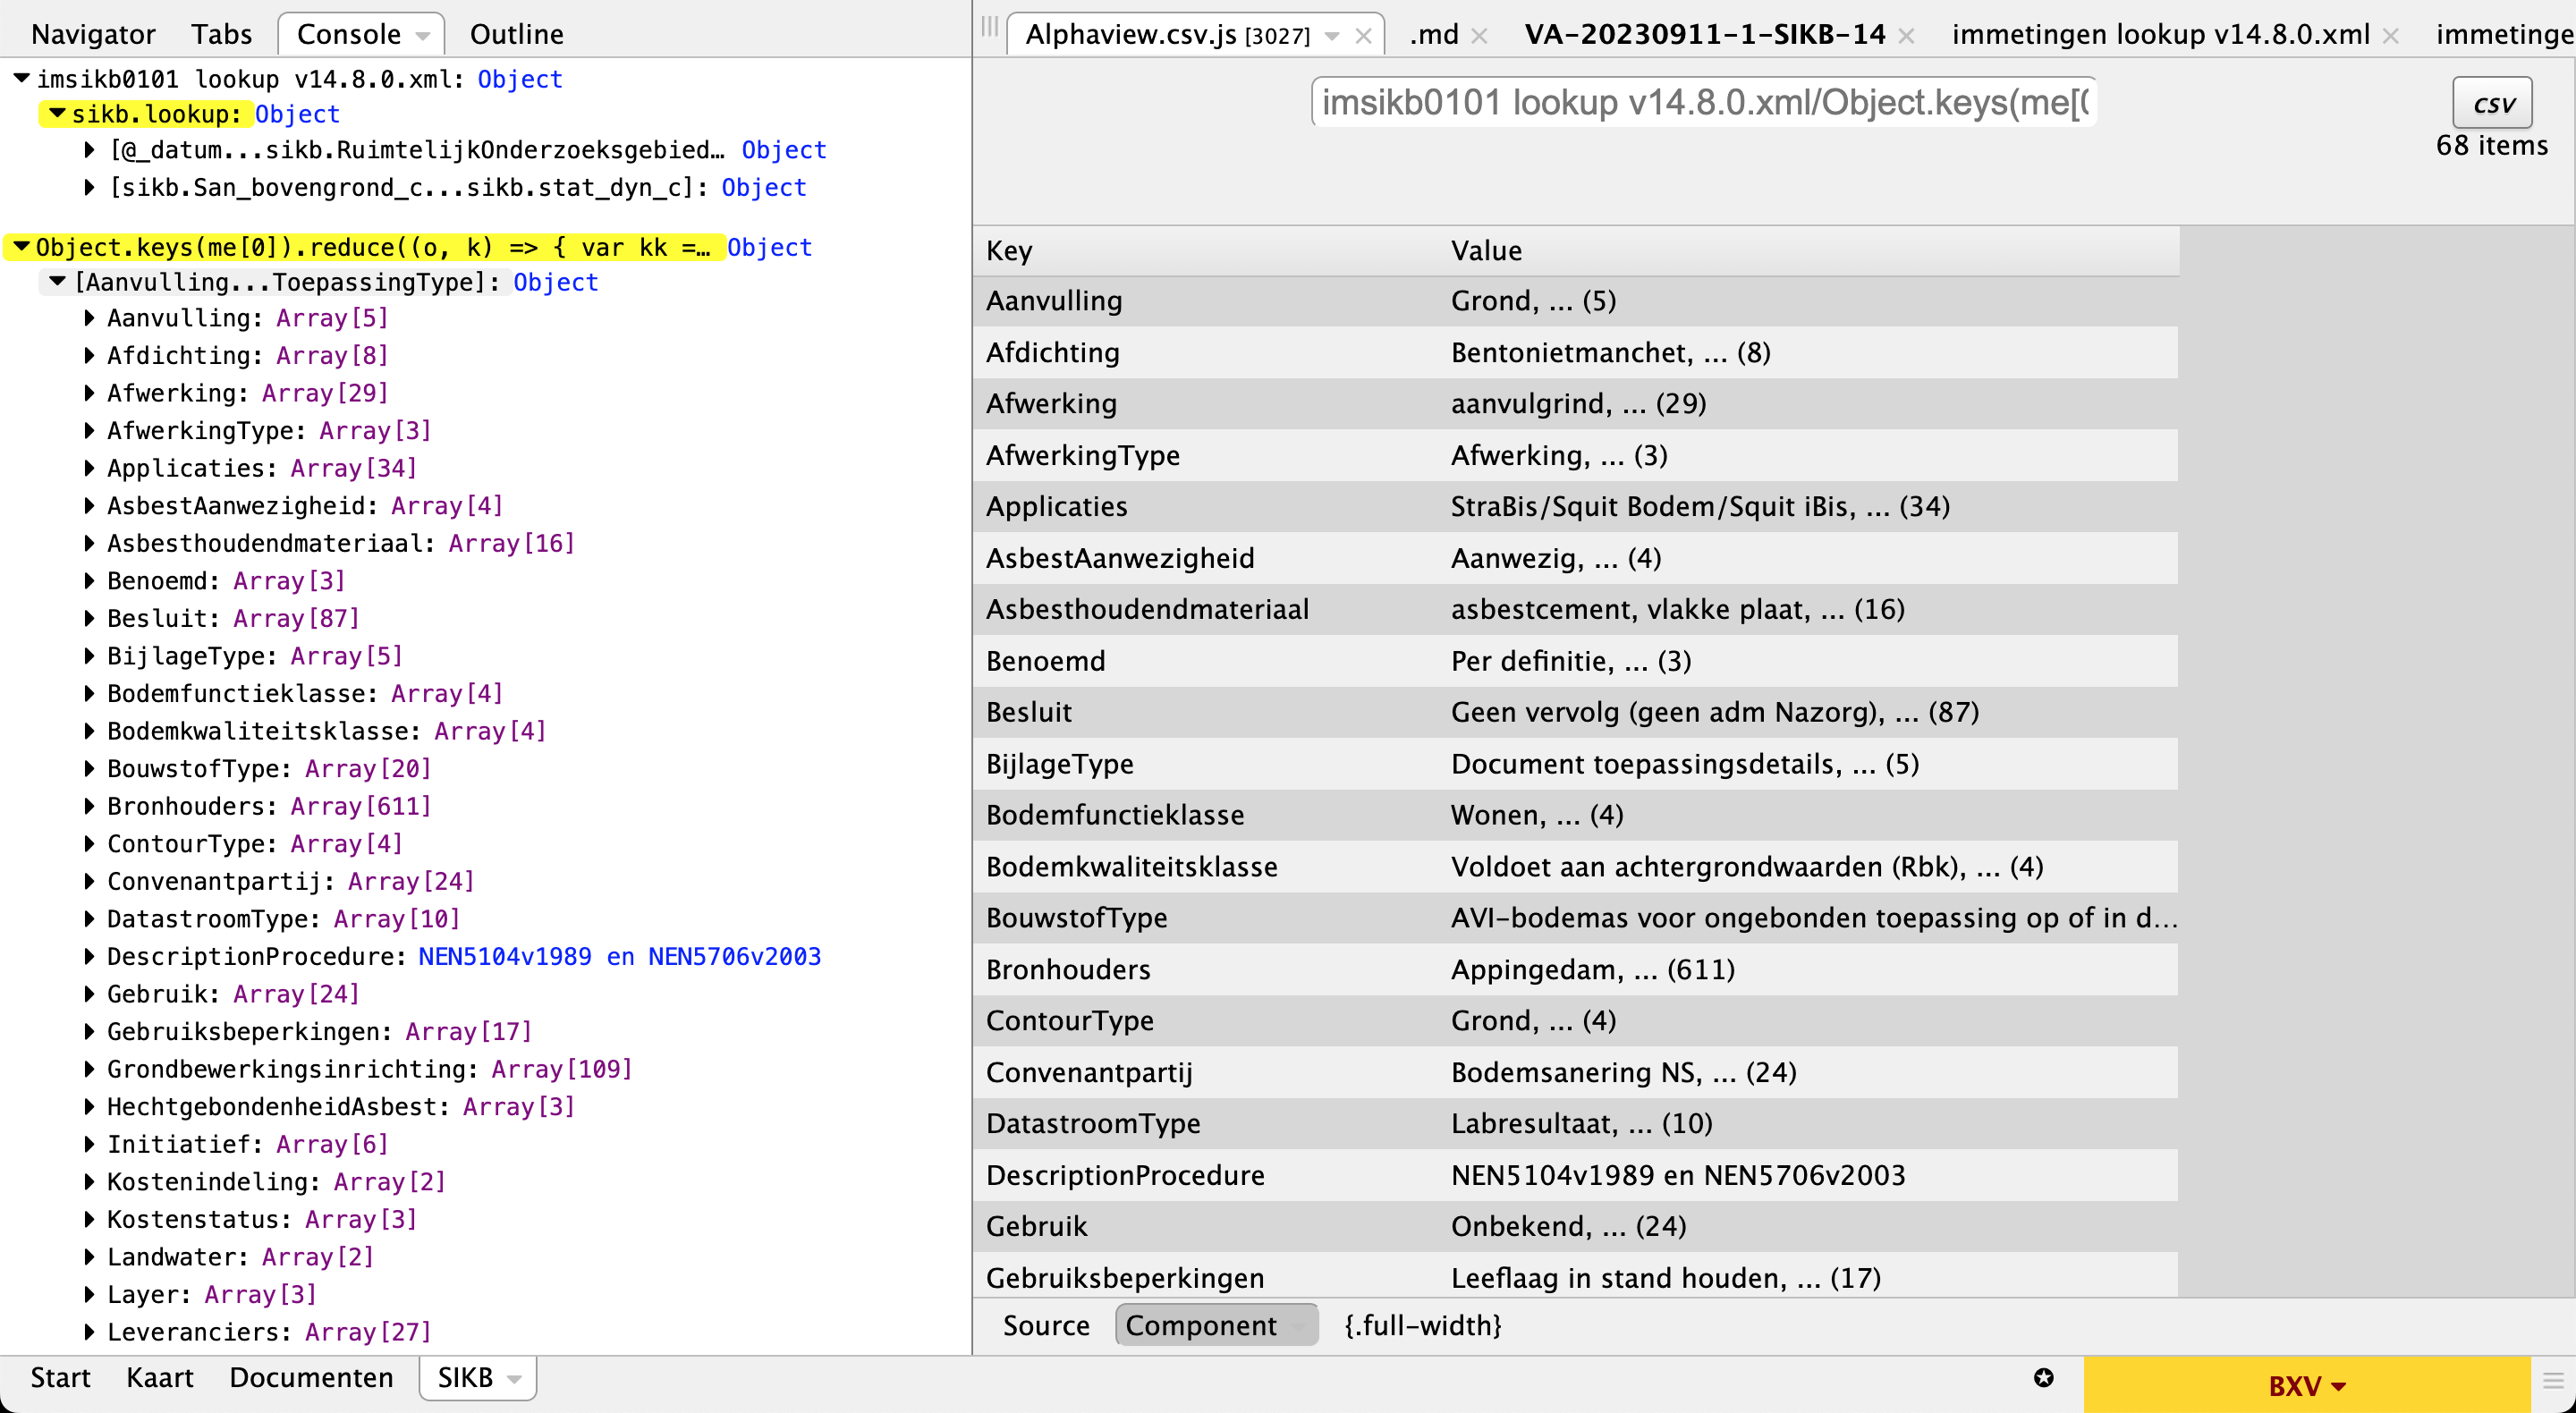 Navigator Tabs Console Outline
imsikb0101 lookup v14.8.0.xml: Object
sikb.lookup: Object
[@_datum...sikb.RuimtelijkOnderzoeksgebied… Object
[sikb.San_bovengrond_c...sikb.stat_dyn_c]: Object
Object.keys(me[0]).reduce((o, k) => { var kk =… Object
[Aanvulling...ToepassingType]: Object
Aanvulling: Array[5]
Afdichting: Array[8]
Afwerking: Array[29]
AfwerkingType: Array[3]
Applicaties: Array[34]
AsbestAanwezigheid: Array[4]
Asbesthoudendmateriaal: Array[16]
Benoemd: Array[3]
Besluit: Array[87]
BijlageType: Array[5]
Bodemfunctieklasse: Array[4]
Bodemkwaliteitsklasse: Array[4]
BouwstofType: Array[20]
Bronhouders: Array[611]
ContourType: Array[4]
Convenantpartij: Array[24]
DatastroomType: Array[10]
DescriptionProcedure: NEN5104v1989 en NEN5706v2003
Gebruik: Array[24]
Gebruiksbeperkingen: Array[17]
Grondbewerkingsinrichting: Array[109]
HechtgebondenheidAsbest: Array[3]
Initiatief: Array[6]
Kostenindeling: Array[2]
Kostenstatus: Array[3]
Landwater: Array[2]
Layer: Array[3]
Leveranciers: Array[27]
Alphaview.csv.js [3027] .md VA-20230911-1-SIKB-14 immetingen lookup v14.8.0.xml immetinge
imsikb0101 lookup v14.8.0.xml/Object.keys(me[
csv
68 items
Key Value
Aanvulling Grond, ... (5)
Afdichting Bentonietmanchet, ... (8)
Afwerking aanvulgrind, ... (29)
AfwerkingType Afwerking, ... (3)
Applicaties StraBis/Squit Bodem/Squit iBis, ... (34)
AsbestAanwezigheid Aanwezig, ... (4)
Asbesthoudendmateriaal asbestcement, vlakke plaat, ... (16)
Benoemd Per definitie, ... (3)
Besluit Geen vervolg (geen adm Nazorg), ... (87)
BijlageType Document toepassingsdetails, ... (5)
Bodemfunctieklasse Wonen, ... (4)
Bodemkwaliteitsklasse Voldoet aan achtergrondwaarden (Rbk), ... (4)
BouwstofType AVI-bodemas voor ongebonden toepassing op of in d...
Bronhouders Appingedam, ... (611)
ContourType Grond, ... (4)
Convenantpartij Bodemsanering NS, ... (24)
DatastroomType Labresultaat, ... (10)
DescriptionProcedure NEN5104v1989 en NEN5706v2003
Gebruik Onbekend, ... (24)
Gebruiksbeperkingen Leeflaag in stand houden, ... (17)
Source Component {.full-width}
Start Kaart Documenten SIKB
BXV